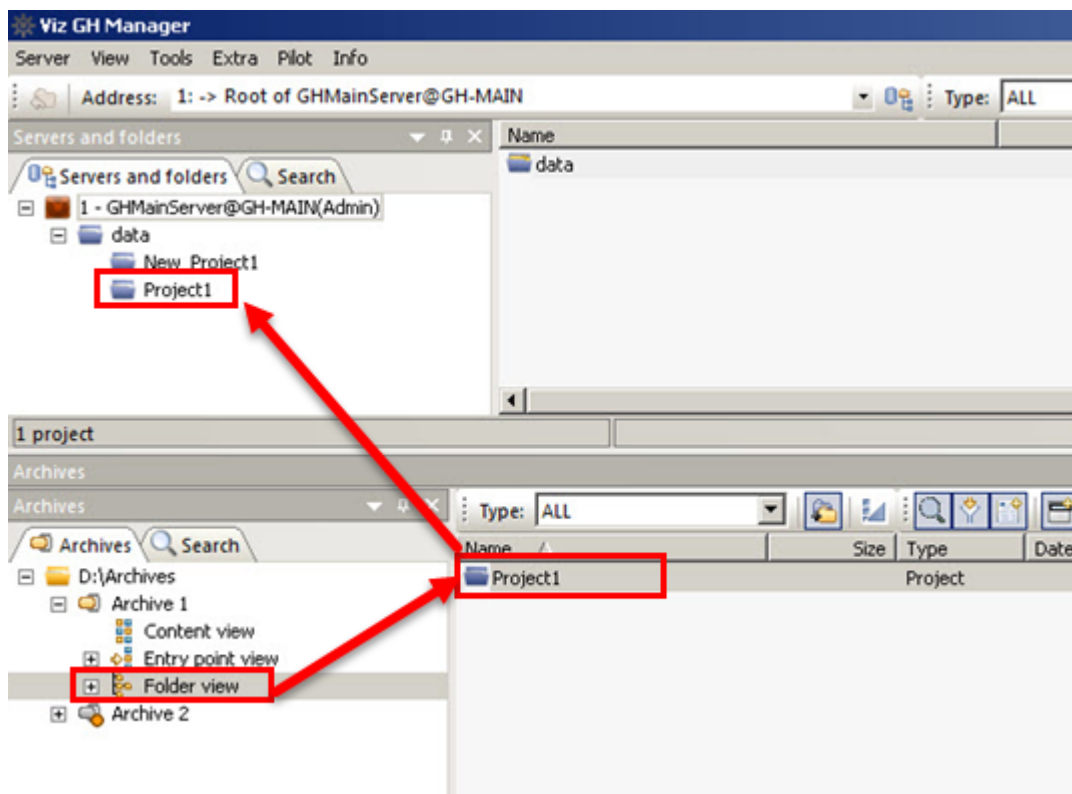 Viz GH Manager
Server View Tools Extra Pilot Info
Address: 1: -> Root of GHMainServer@GH-MAIN Type: ALL
Servers and folders
Name
Servers and folders Search
data
1 - GHMainServer@GH-MAIN(Admin)
data
New_Project1
Project1
1 project
Archives
Archives
Type: ALL
Archives Search
Name Size Type Date
D:\Archives
Project1 Project
Archive 1
Content view
Entry point view
Folder view
Archive 2